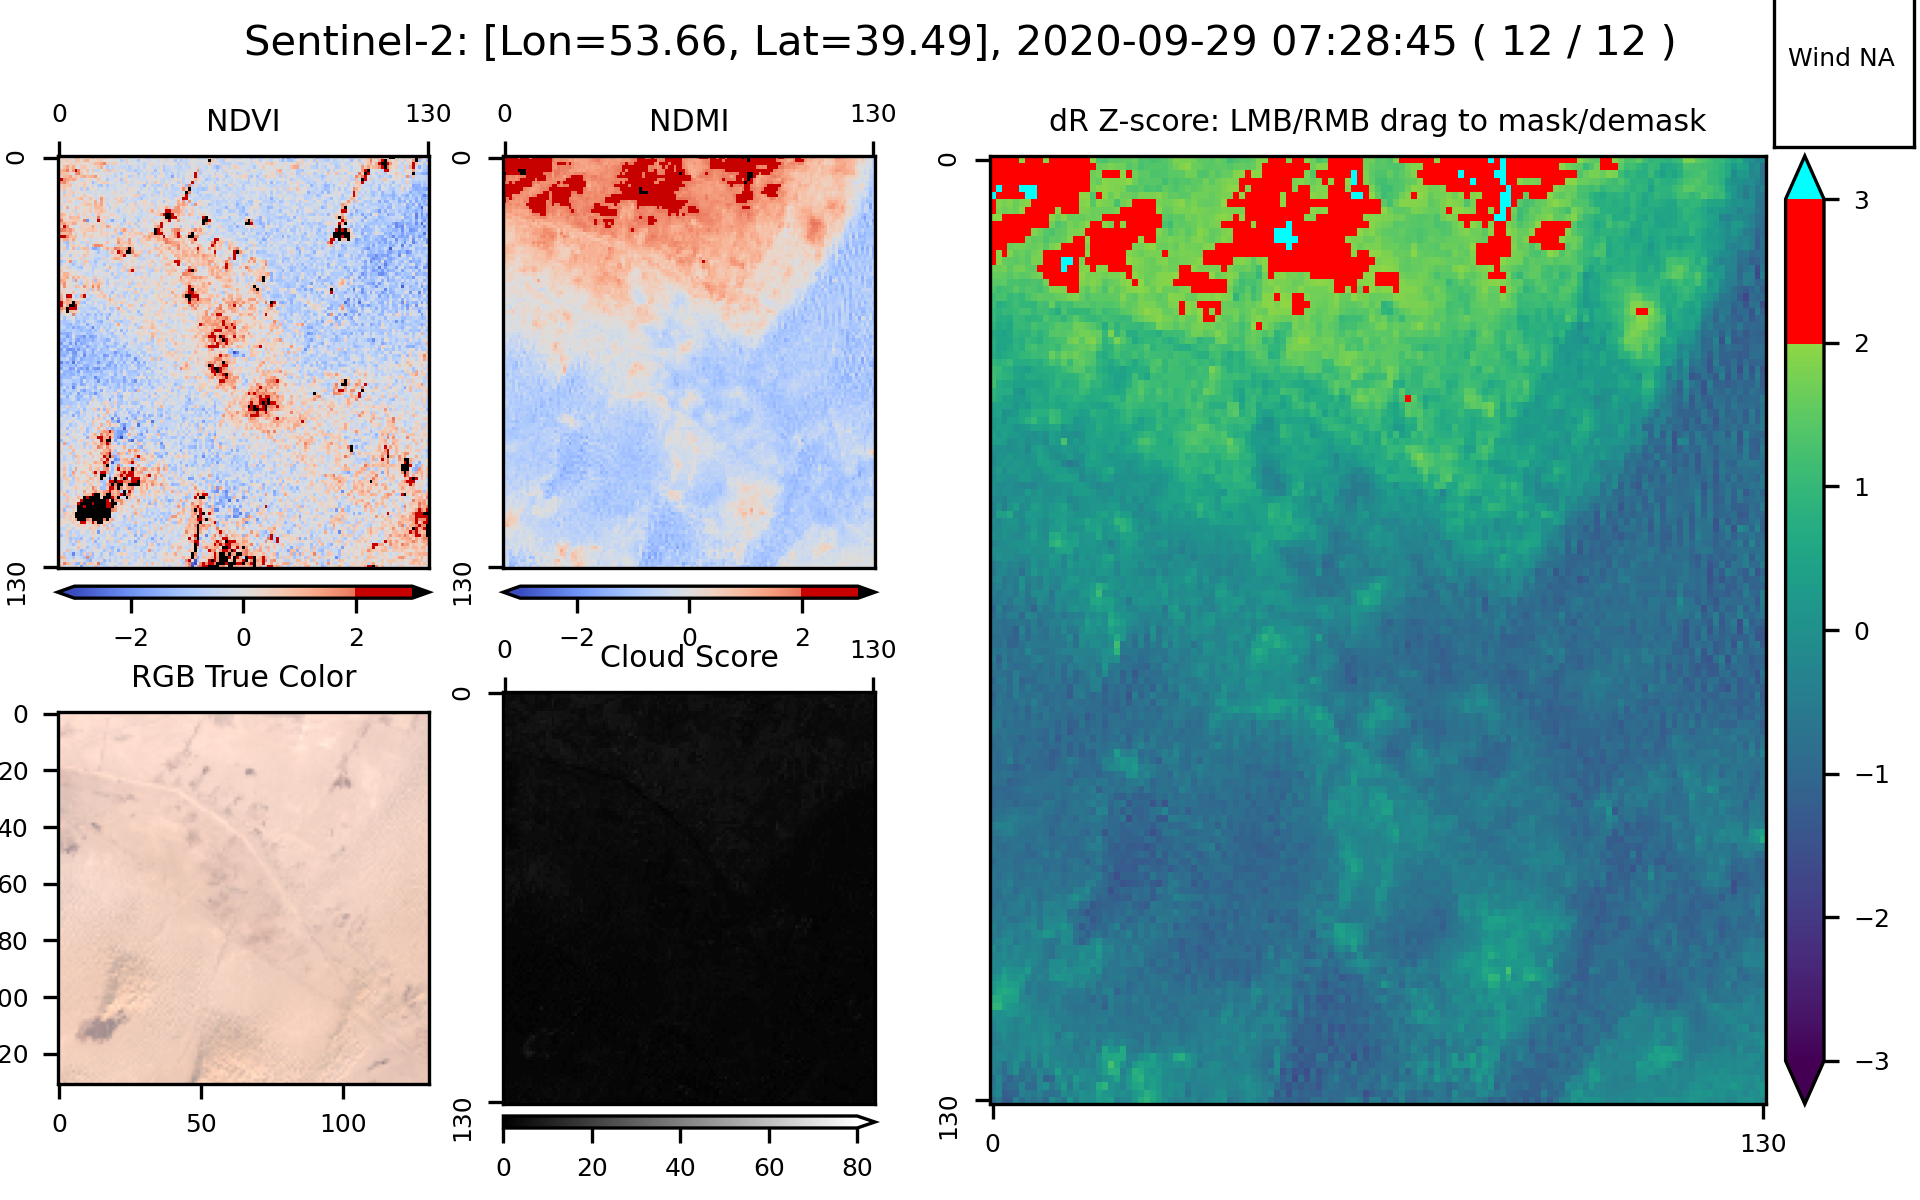 Sentinel-2: [Lon=53.66, Lat=39.49], 2020-09-29 07:28:45 ( 12 / 12 )
Wind NA
0 130
NDVI
0
130
−2 0 2
0 130
NDMI
0
130
−2 0 2
dR Z-score: LMB/RMB drag to mask/demask
0
130
0 130
3
2
1
0
−1
−2
−3
RGB True Color
0
20
40
60
80
00
20
0 50 100
0 130
Cloud Score
0
130
0 20 40 60 80